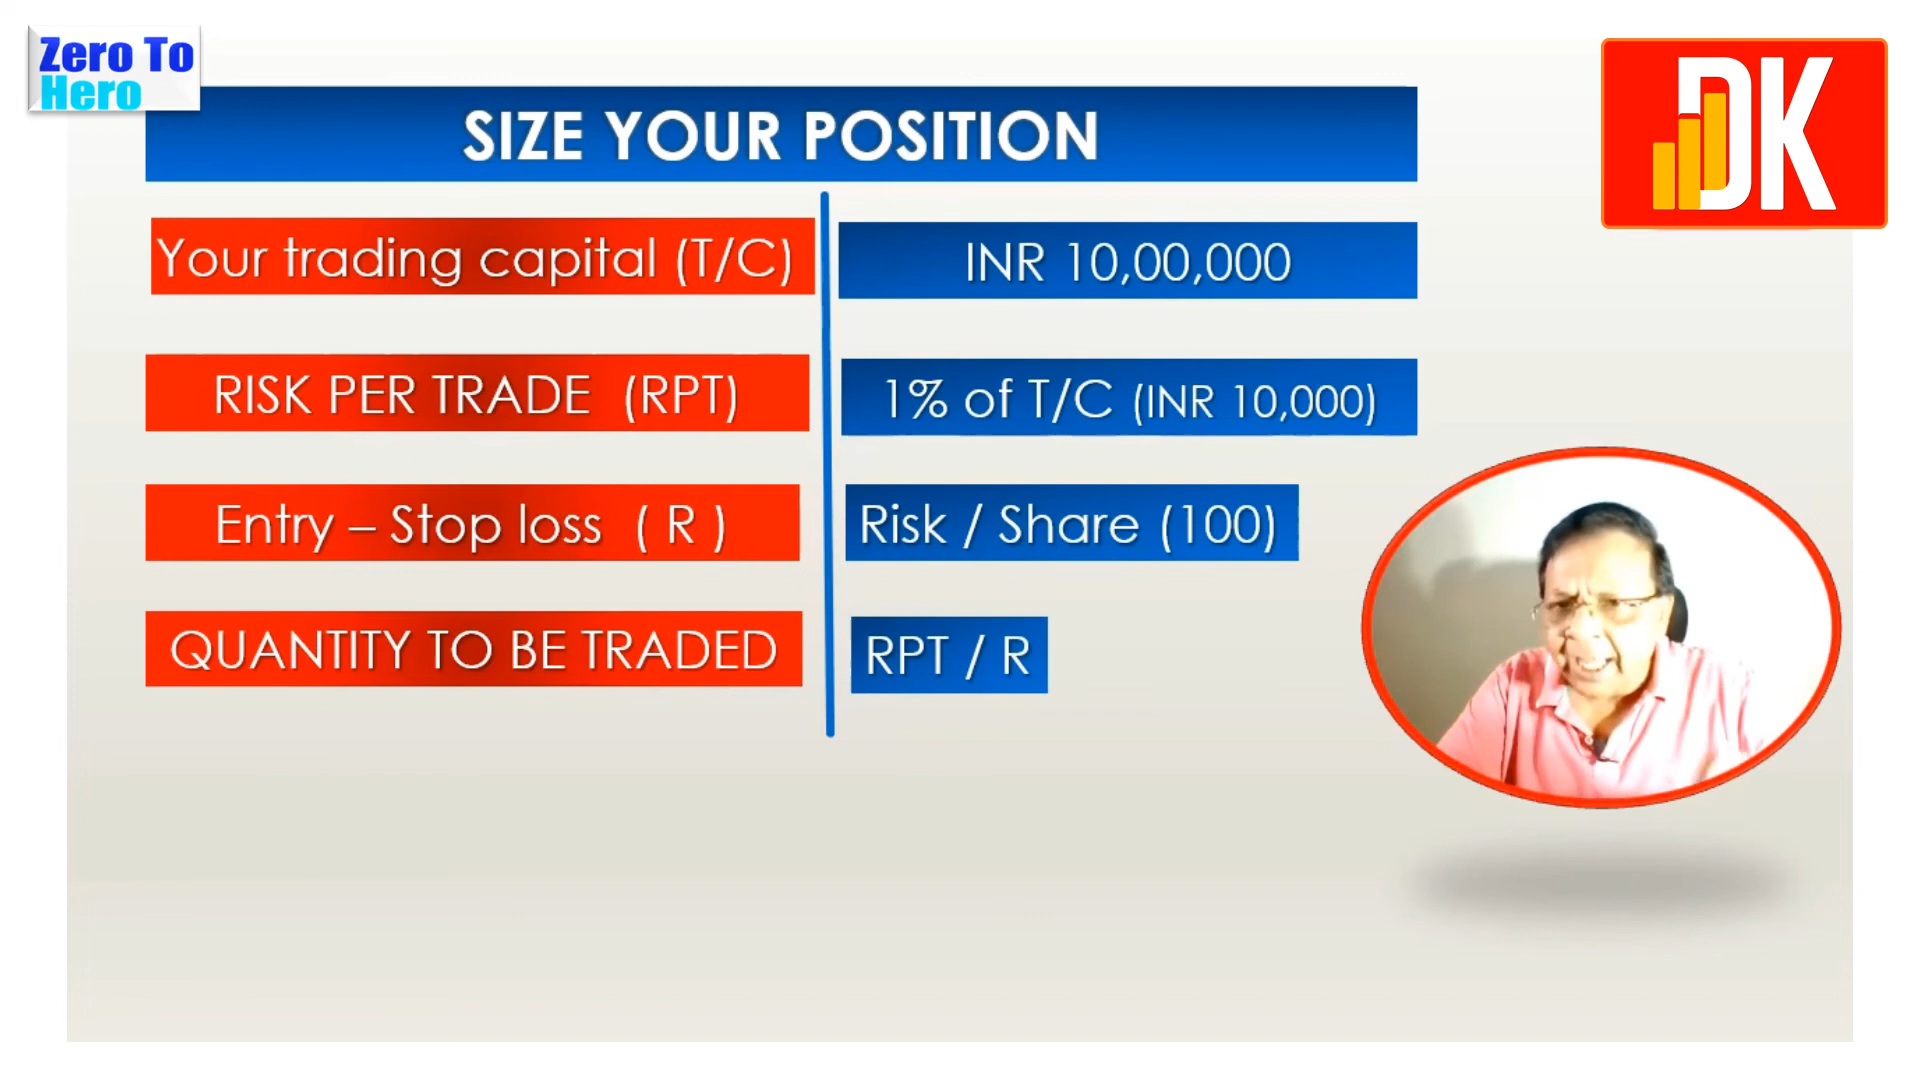 Zero To
Hero
DK
SIZE YOUR POSITION
Your trading capital (T/C)
INR 10,00,000
RISK PER TRADE (RPT)
1% of T/C (INR 10,000)
Entry – Stop loss ( R )
Risk / Share (100)
QUANTITY TO BE TRADED
RPT / R